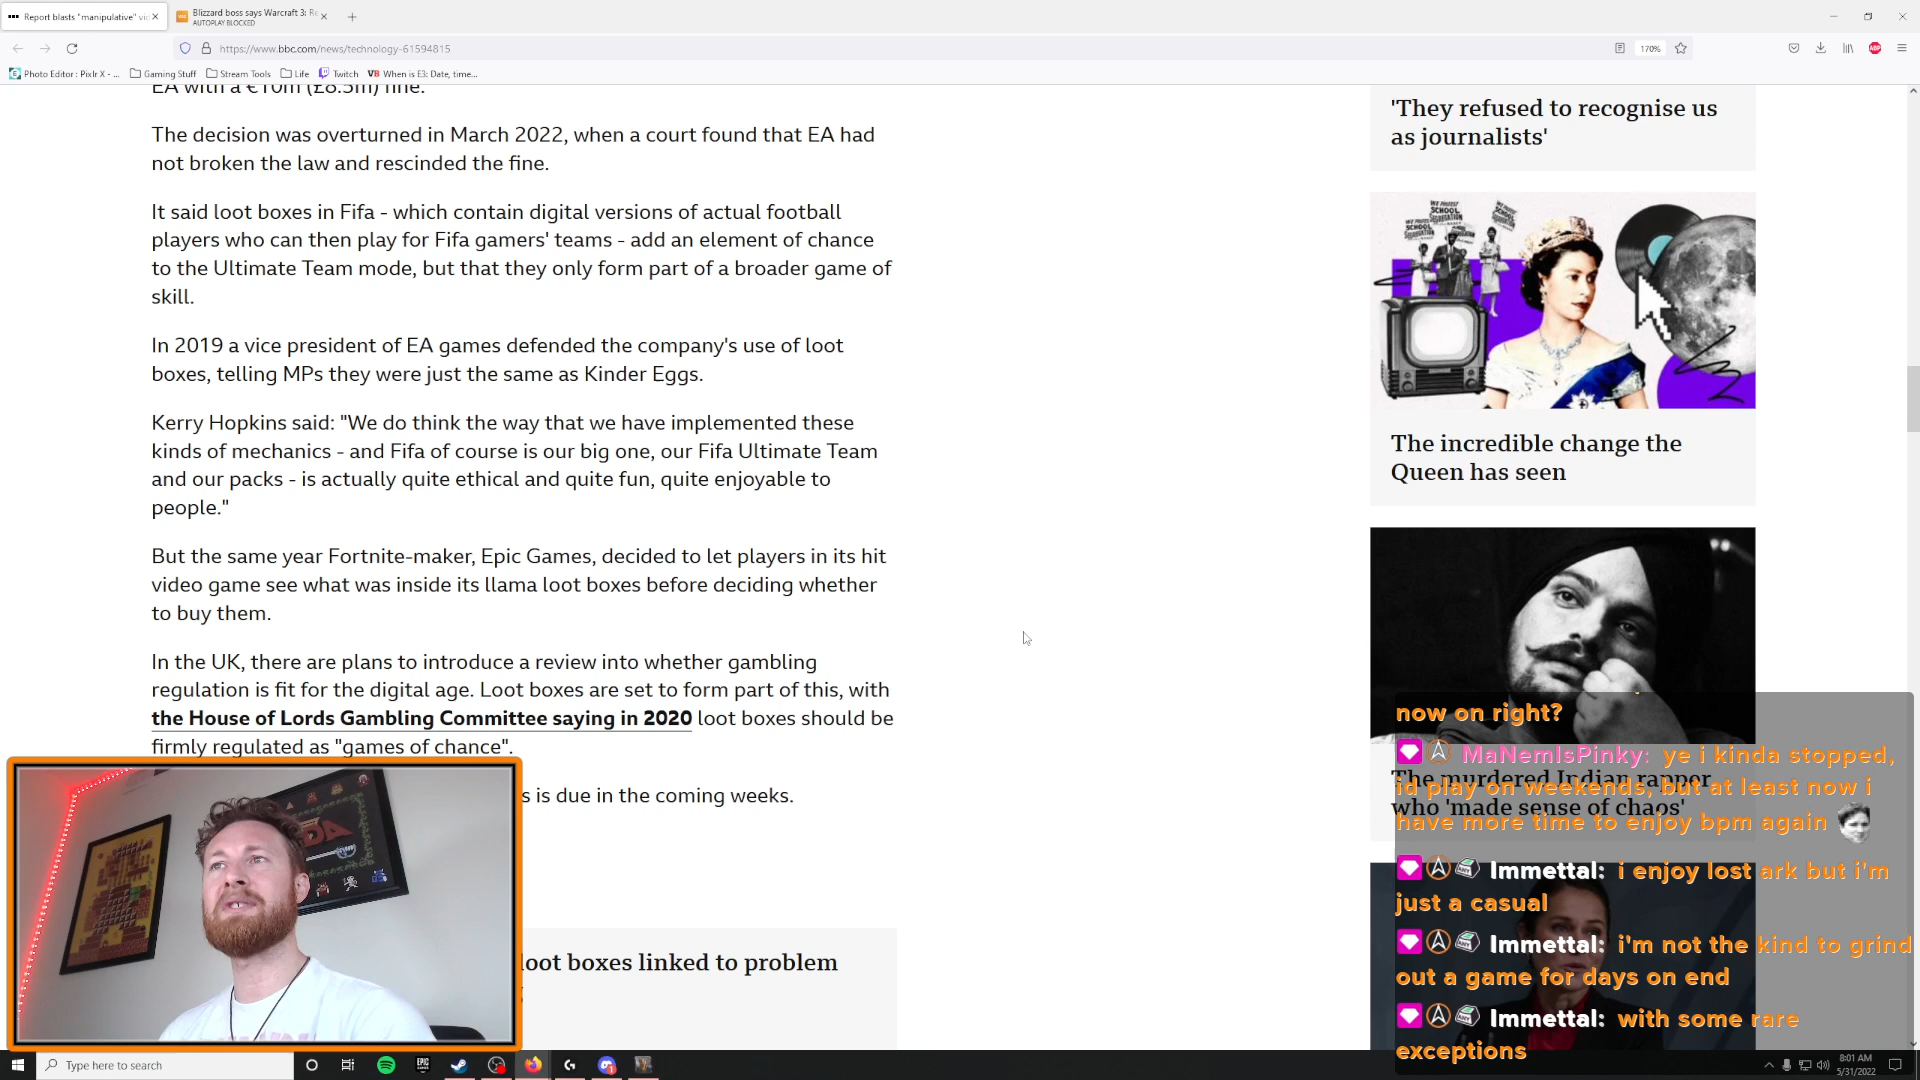 Report blasts "manipulative" vi
Blizzard boss says Warcraft 3: Re
AUTOPLAY BLOCKED
https://www.bbc.com/news/technology-61594815
170%
ABP
Photo Editor : Pixlr X - ...
Gaming Stuff
Stream Tools
Life
Twitch
VB When is E3: Date, time...
EA with a €10m (£8.5m) fine.
The decision was overturned in March 2022, when a court found that EA had
not broken the law and rescinded the fine.
It said loot boxes in Fifa - which contain digital versions of actual football
players who can then play for Fifa gamers' teams - add an element of chance
to the Ultimate Team mode, but that they only form part of a broader game of
skill.
In 2019 a vice president of EA games defended the company's use of loot
boxes, telling MPs they were just the same as Kinder Eggs.
Kerry Hopkins said: "We do think the way that we have implemented these
kinds of mechanics - and Fifa of course is our big one, our Fifa Ultimate Team
and our packs - is actually quite ethical and quite fun, quite enjoyable to
people."
But the same year Fortnite-maker, Epic Games, decided to let players in its hit
video game see what was inside its llama loot boxes before deciding whether
to buy them.
In the UK, there are plans to introduce a review into whether gambling
regulation is fit for the digital age. Loot boxes are set to form part of this, with
the House of Lords Gambling Committee saying in 2020 loot boxes should be
firmly regulated as "games of chance".
s is due in the coming weeks.
loot boxes linked to problem
'They refused to recognise us
as journalists'
WE PROTEST
SCHOOL
SEGREGATION
The incredible change the
Queen has seen
The murdered Indian rapper
who 'made sense of chaos'
now on right?
MaNemIsPinky: ye i kinda stopped,
id play on weekends, but at least now i
have more time to enjoy bpm again
Immettal: i enjoy lost ark but i'm
just a casual
Immettal: i'm not the kind to grind
out a game for days on end
Immettal: with some rare
exceptions
Type here to search
8:01 AM
5/31/2022